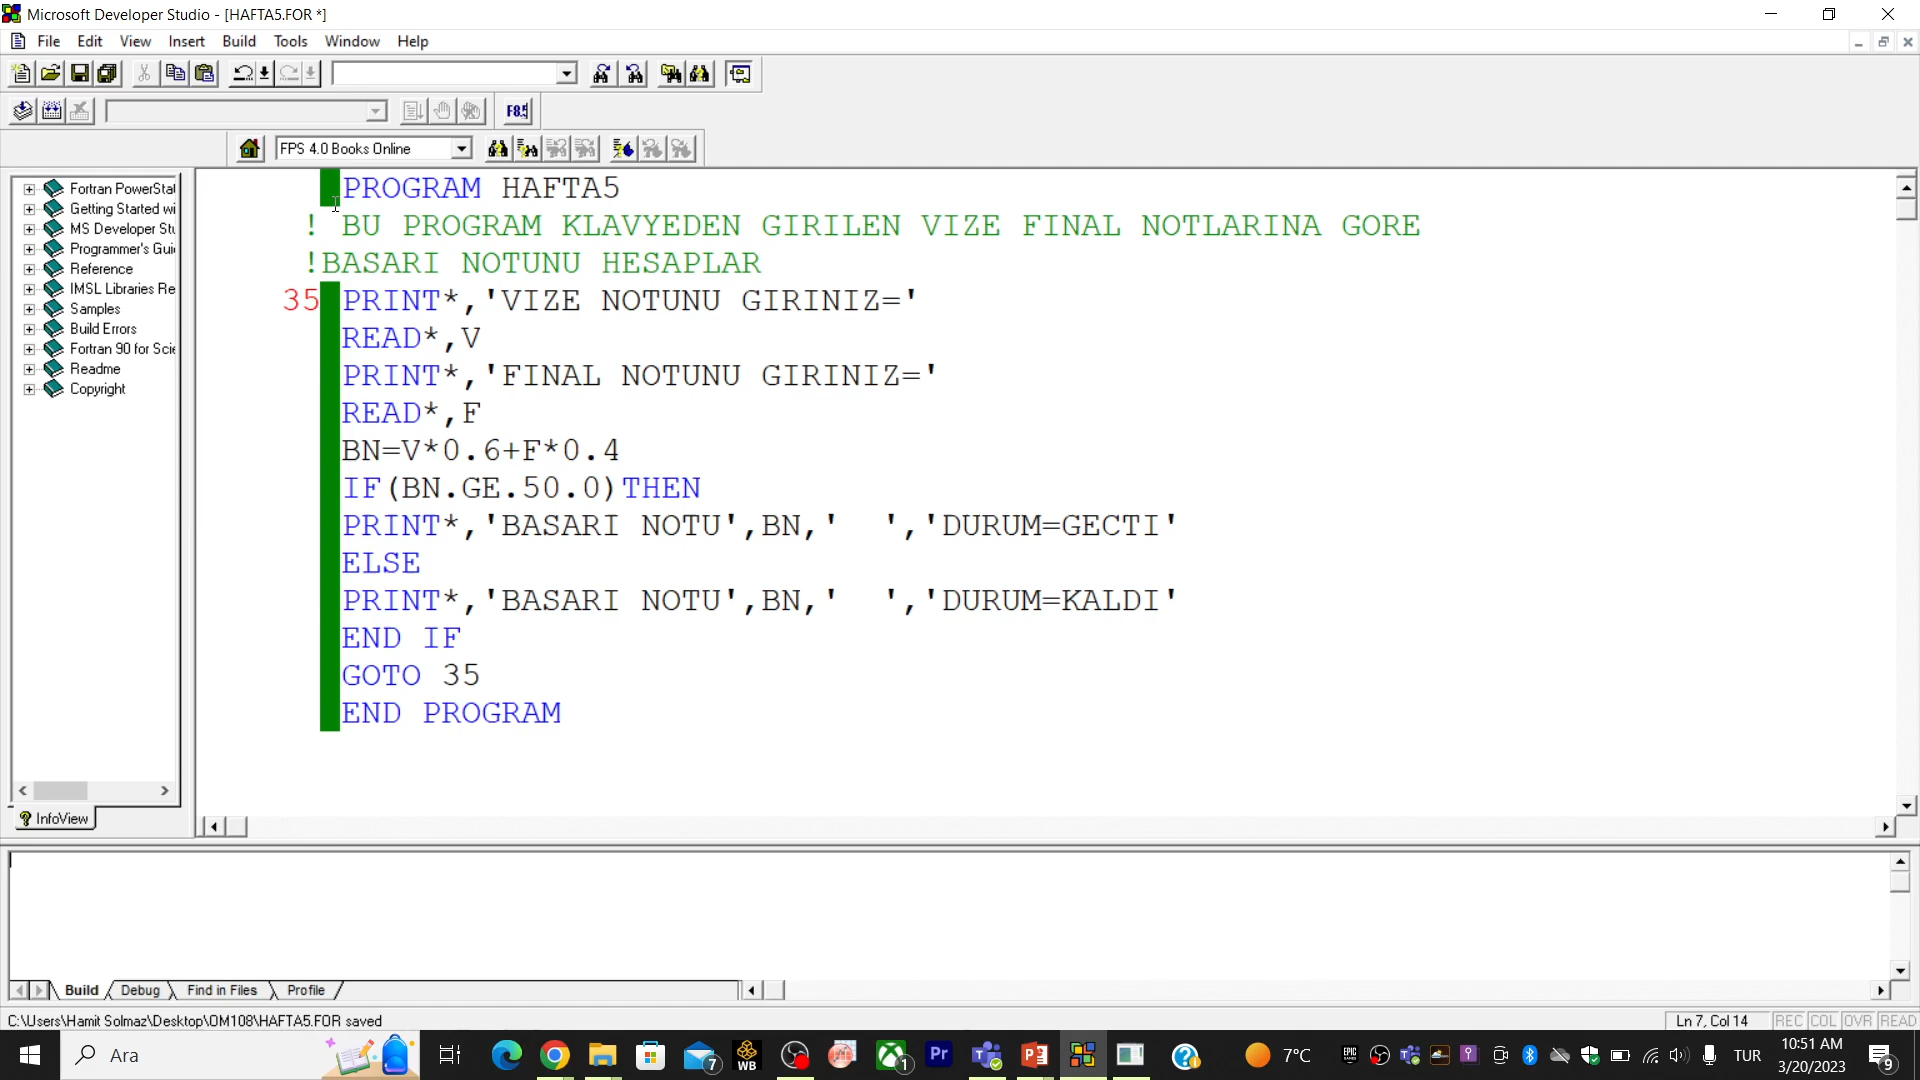 Microsoft Developer Studio - [HAFTA5.FOR *]
File Edit View Insert Build Tools Window Help
FPS 4.0 Books Online
Fortran PowerStat
Getting Started wi
MS Developer Stu
Programmer's Gui
Reference
IMSL Libraries Re
Samples
Build Errors
Fortran 90 for Scie
Readme
Copyright
InfoView
PROGRAM HAFTA5
! BU PROGRAM KLAVYEDEN GIRILEN VIZE FINAL NOTLARINA GORE
!BASARI NOTUNU HESAPLAR
35 PRINT*,'VIZE NOTUNU GIRINIZ='
READ*,V
PRINT*,'FINAL NOTUNU GIRINIZ='
READ*,F
BN=V*0.6+F*0.4
IF(BN.GE.50.0)THEN
PRINT*,'BASARI NOTU',BN,'  ','DURUM=GECTI'
ELSE
PRINT*,'BASARI NOTU',BN,'  ','DURUM=KALDI'
END IF
GOTO 35
END PROGRAM
Build Debug Find in Files Profile
C:\Users\Hamit Solmaz\Desktop\OM108\HAFTA5.FOR saved
Ln 7, Col 14 REC COL OVR READ
Ara
7
WB
1
Pr
7°C
EPIC
TUR
10:51 AM
3/20/2023
9